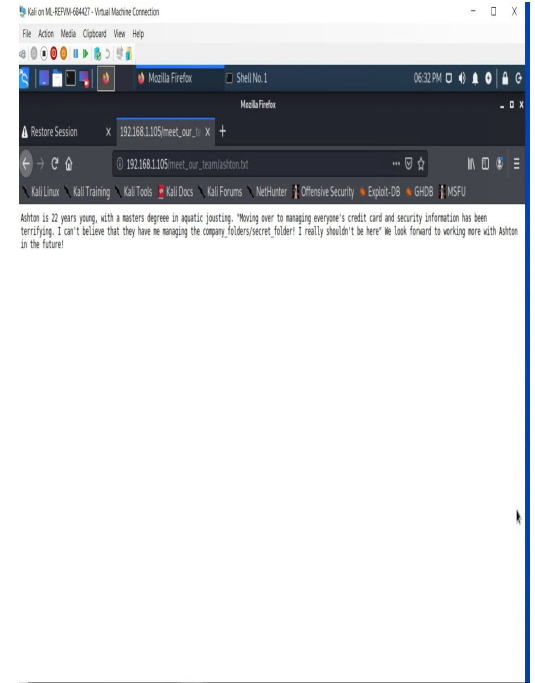 Kali on ML-REFVM-684427 - Virtual Machine Connection
File Action Media Clipboard View Help
Mozilla Firefox Shell No. 1 06:32 PM
Mozilla Firefox
Restore Session X 192.168.1.105/meet_our_te X +
192.168.1.105/meet_our_team/ashton.txt
Kali Linux Kali Training Kali Tools Kali Docs Kali Forums NetHunter Offensive Security Exploit-DB GHDB MSFU
Ashton is 22 years young, with a masters degreee in aquatic jousting. "Moving over to managing everyone's credit card and security information has been
terrifying. I can't believe that they have me managing the company_folders/secret_folder! I really shouldn't be here" We look forward to working more with Ashton
in the future!